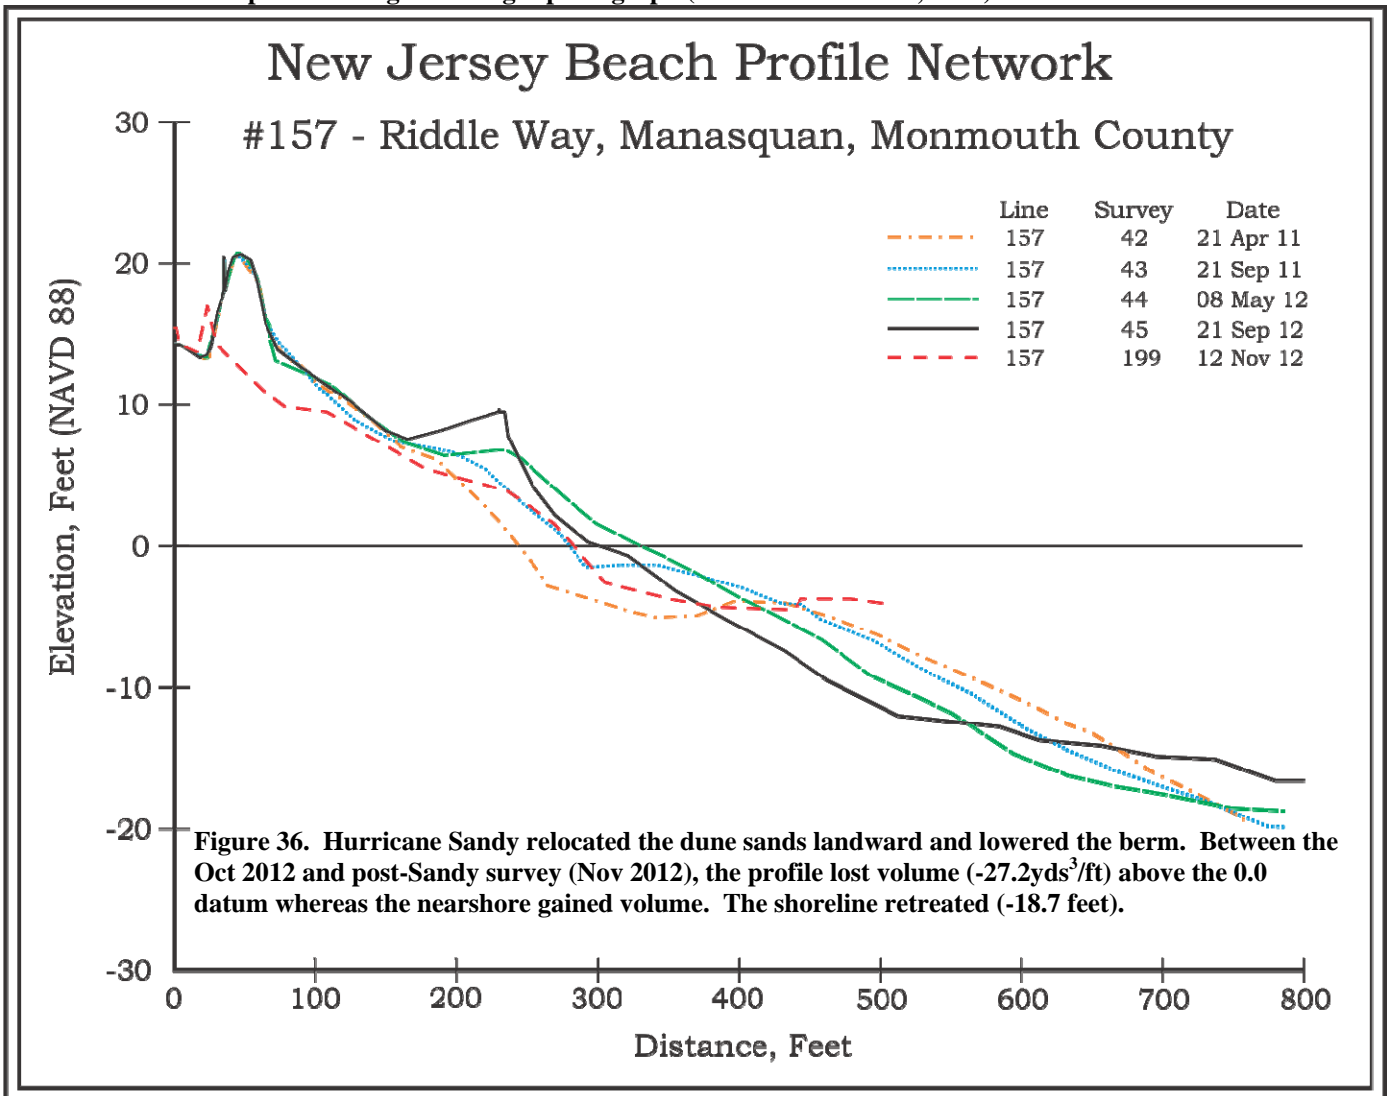 New Jersey Beach Profile Network
#157 - Riddle Way, Manasquan, Monmouth County
Line Survey Date
157 42 21 Apr 11
157 43 21 Sep 11
157 44 08 May 12
157 45 21 Sep 12
157 199 12 Nov 12
Elevation, Feet (NAVD 88)
30
20
10
0
-10
-20
-30
Figure 36. Hurricane Sandy relocated the dune sands landward and lowered the berm. Between the
Oct 2012 and post-Sandy survey (Nov 2012), the profile lost volume (-27.2yds³/ft) above the 0.0
datum whereas the nearshore gained volume. The shoreline retreated (-18.7 feet).
0 100 200 300 400 500 600 700 800
Distance, Feet